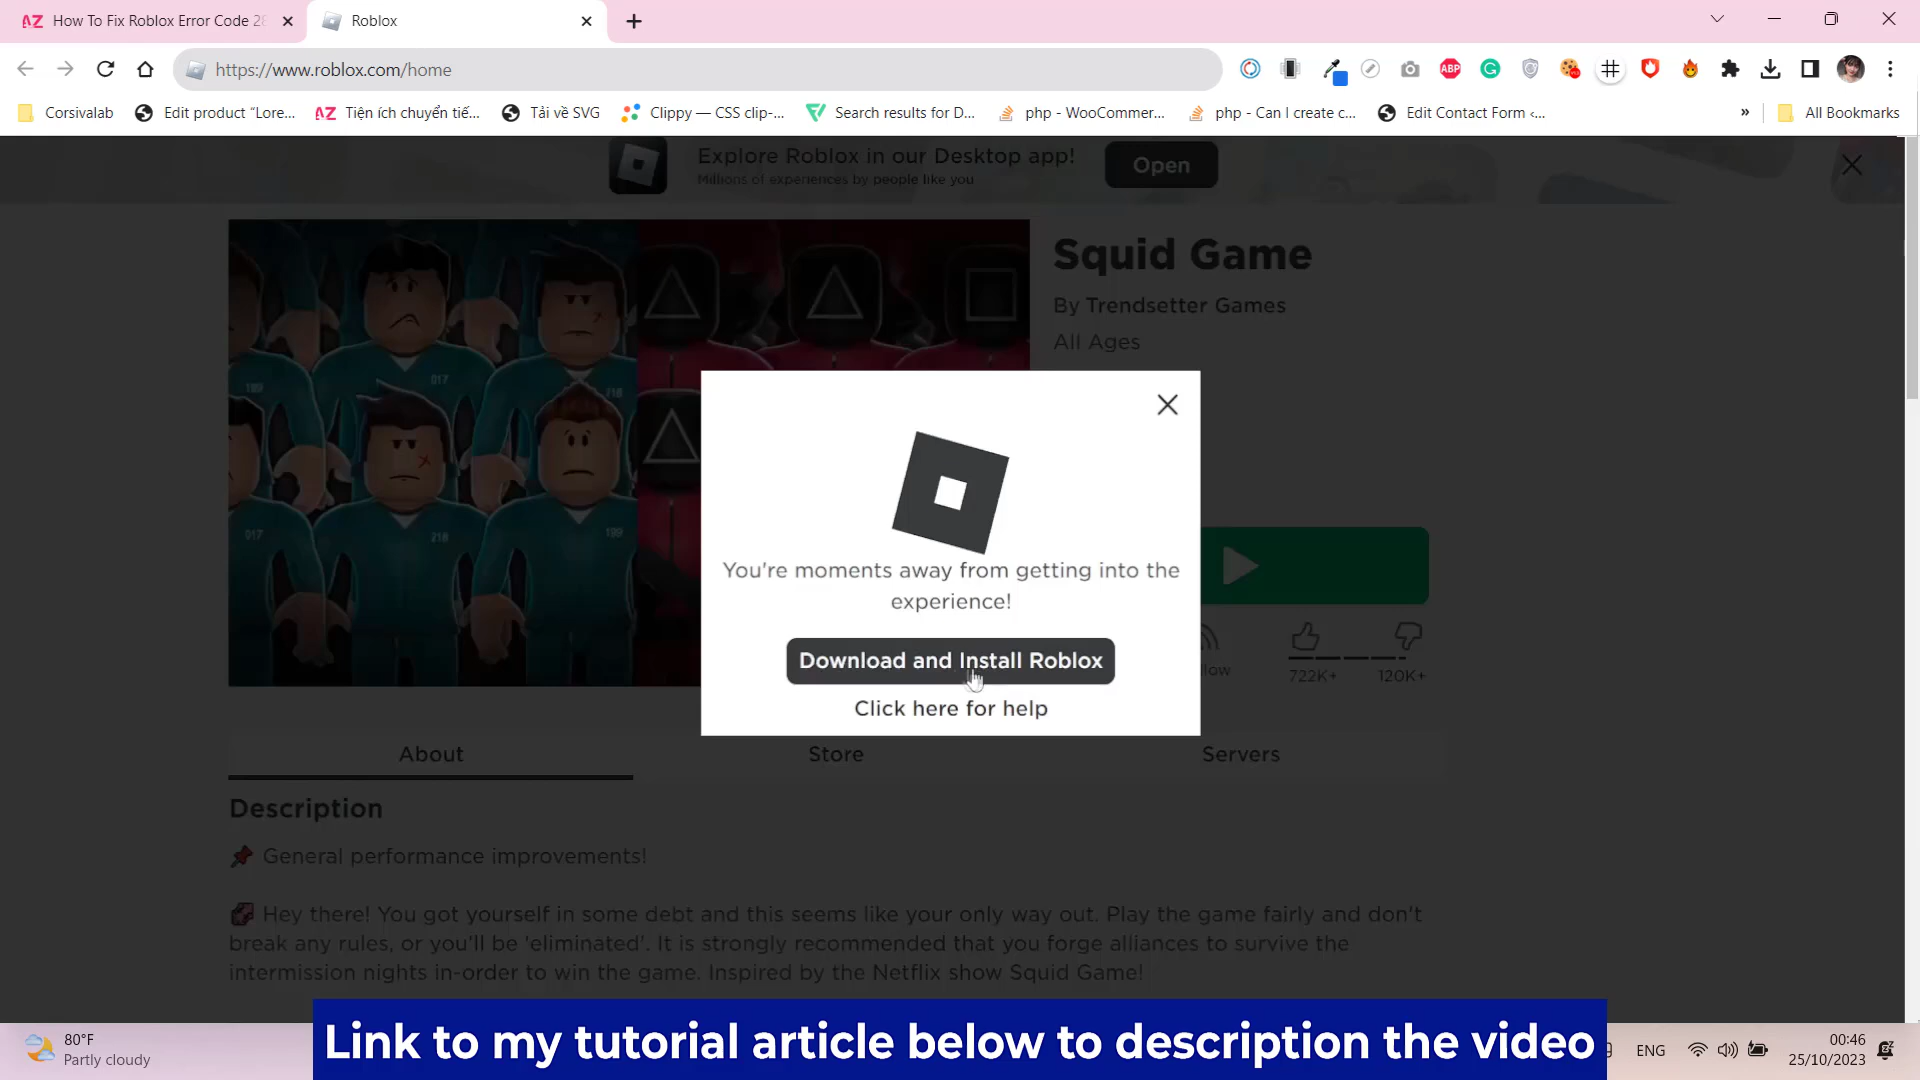 How To Fix Roblox Error Code 28
Roblox
https://www.roblox.com/home
ABP
Corsivalab
Edit product “Lore...
Tiện ích chuyển tiế...
Tải về SVG
Clippy — CSS clip-...
Search results for D...
php - WooCommer...
php - Can I create c...
Edit Contact Form ‹...
»
All Bookmarks
Explore Roblox in our Desktop app!
Millions of experiences by people like you
Open
Squid Game
By Trendsetter Games
All Ages
You're moments away from getting into the
experience!
Download and Install Roblox
Click here for help
722K+
120K+
About
Store
Servers
Description
General performance improvements!
Hey there! You got yourself in some debt and this seems like your only way out. Play the game fairly and don't
break any rules, or you'll be 'eliminated'. It is strongly recommended that you forge alliances to survive the
intermission nights in-order to win the game. Inspired by the Netflix show Squid Game!
Link to my tutorial article below to description the video
80°F
Partly cloudy
ENG
00:46
25/10/2023